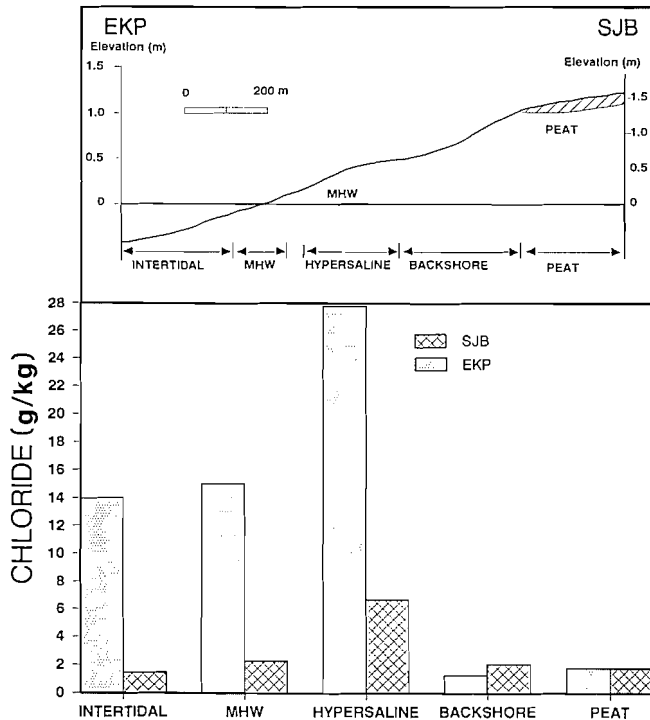 EKP SJB
Elevation (m)
Elevation (m)
1.5
1.0
0.5
0
0 200 m
1.5
1.0
0.5
0
PEAT
MHW
INTERTIDAL MHW HYPERSALINE BACKSHORE PEAT
CHLORIDE (g/kg)
28
26
24
22
20
18
16
14
12
10
8
6
4
2
0
SJB
EKP
INTERTIDAL MHW HYPERSALINE BACKSHORE PEAT